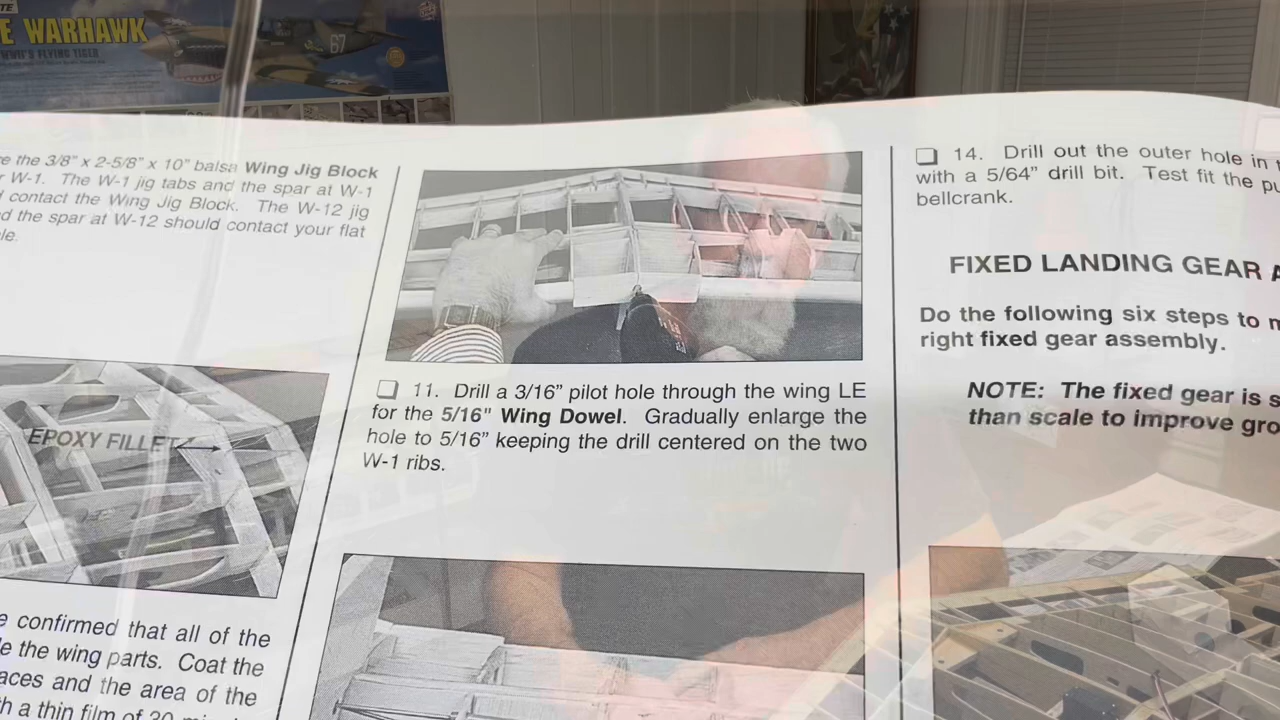 E WARHAWK
WWII'S FLYING TIGER
67
the 3/8" x 2-5/8" x 10" balsa Wing Jig Block
W-1. The W-1 jig tabs and the spar at W-1
contact the Wing Jig Block. The W-12 jig
the spar at W-12 should contact your flat
EPOXY FILLET
confirmed that all of the
the wing parts. Coat the
and the area of the
a thin film of 30
❏ 11. Drill a 3/16" pilot hole through the wing LE
for the 5/16" Wing Dowel. Gradually enlarge the
hole to 5/16" keeping the drill centered on the two
W-1 ribs.
❏ 14. Drill out the outer hole in
with a 5/64" drill bit. Test fit the
bellcrank.
FIXED LANDING GEAR
Do the following six steps to
right fixed gear assembly.
NOTE: The fixed gear is
than scale to improve